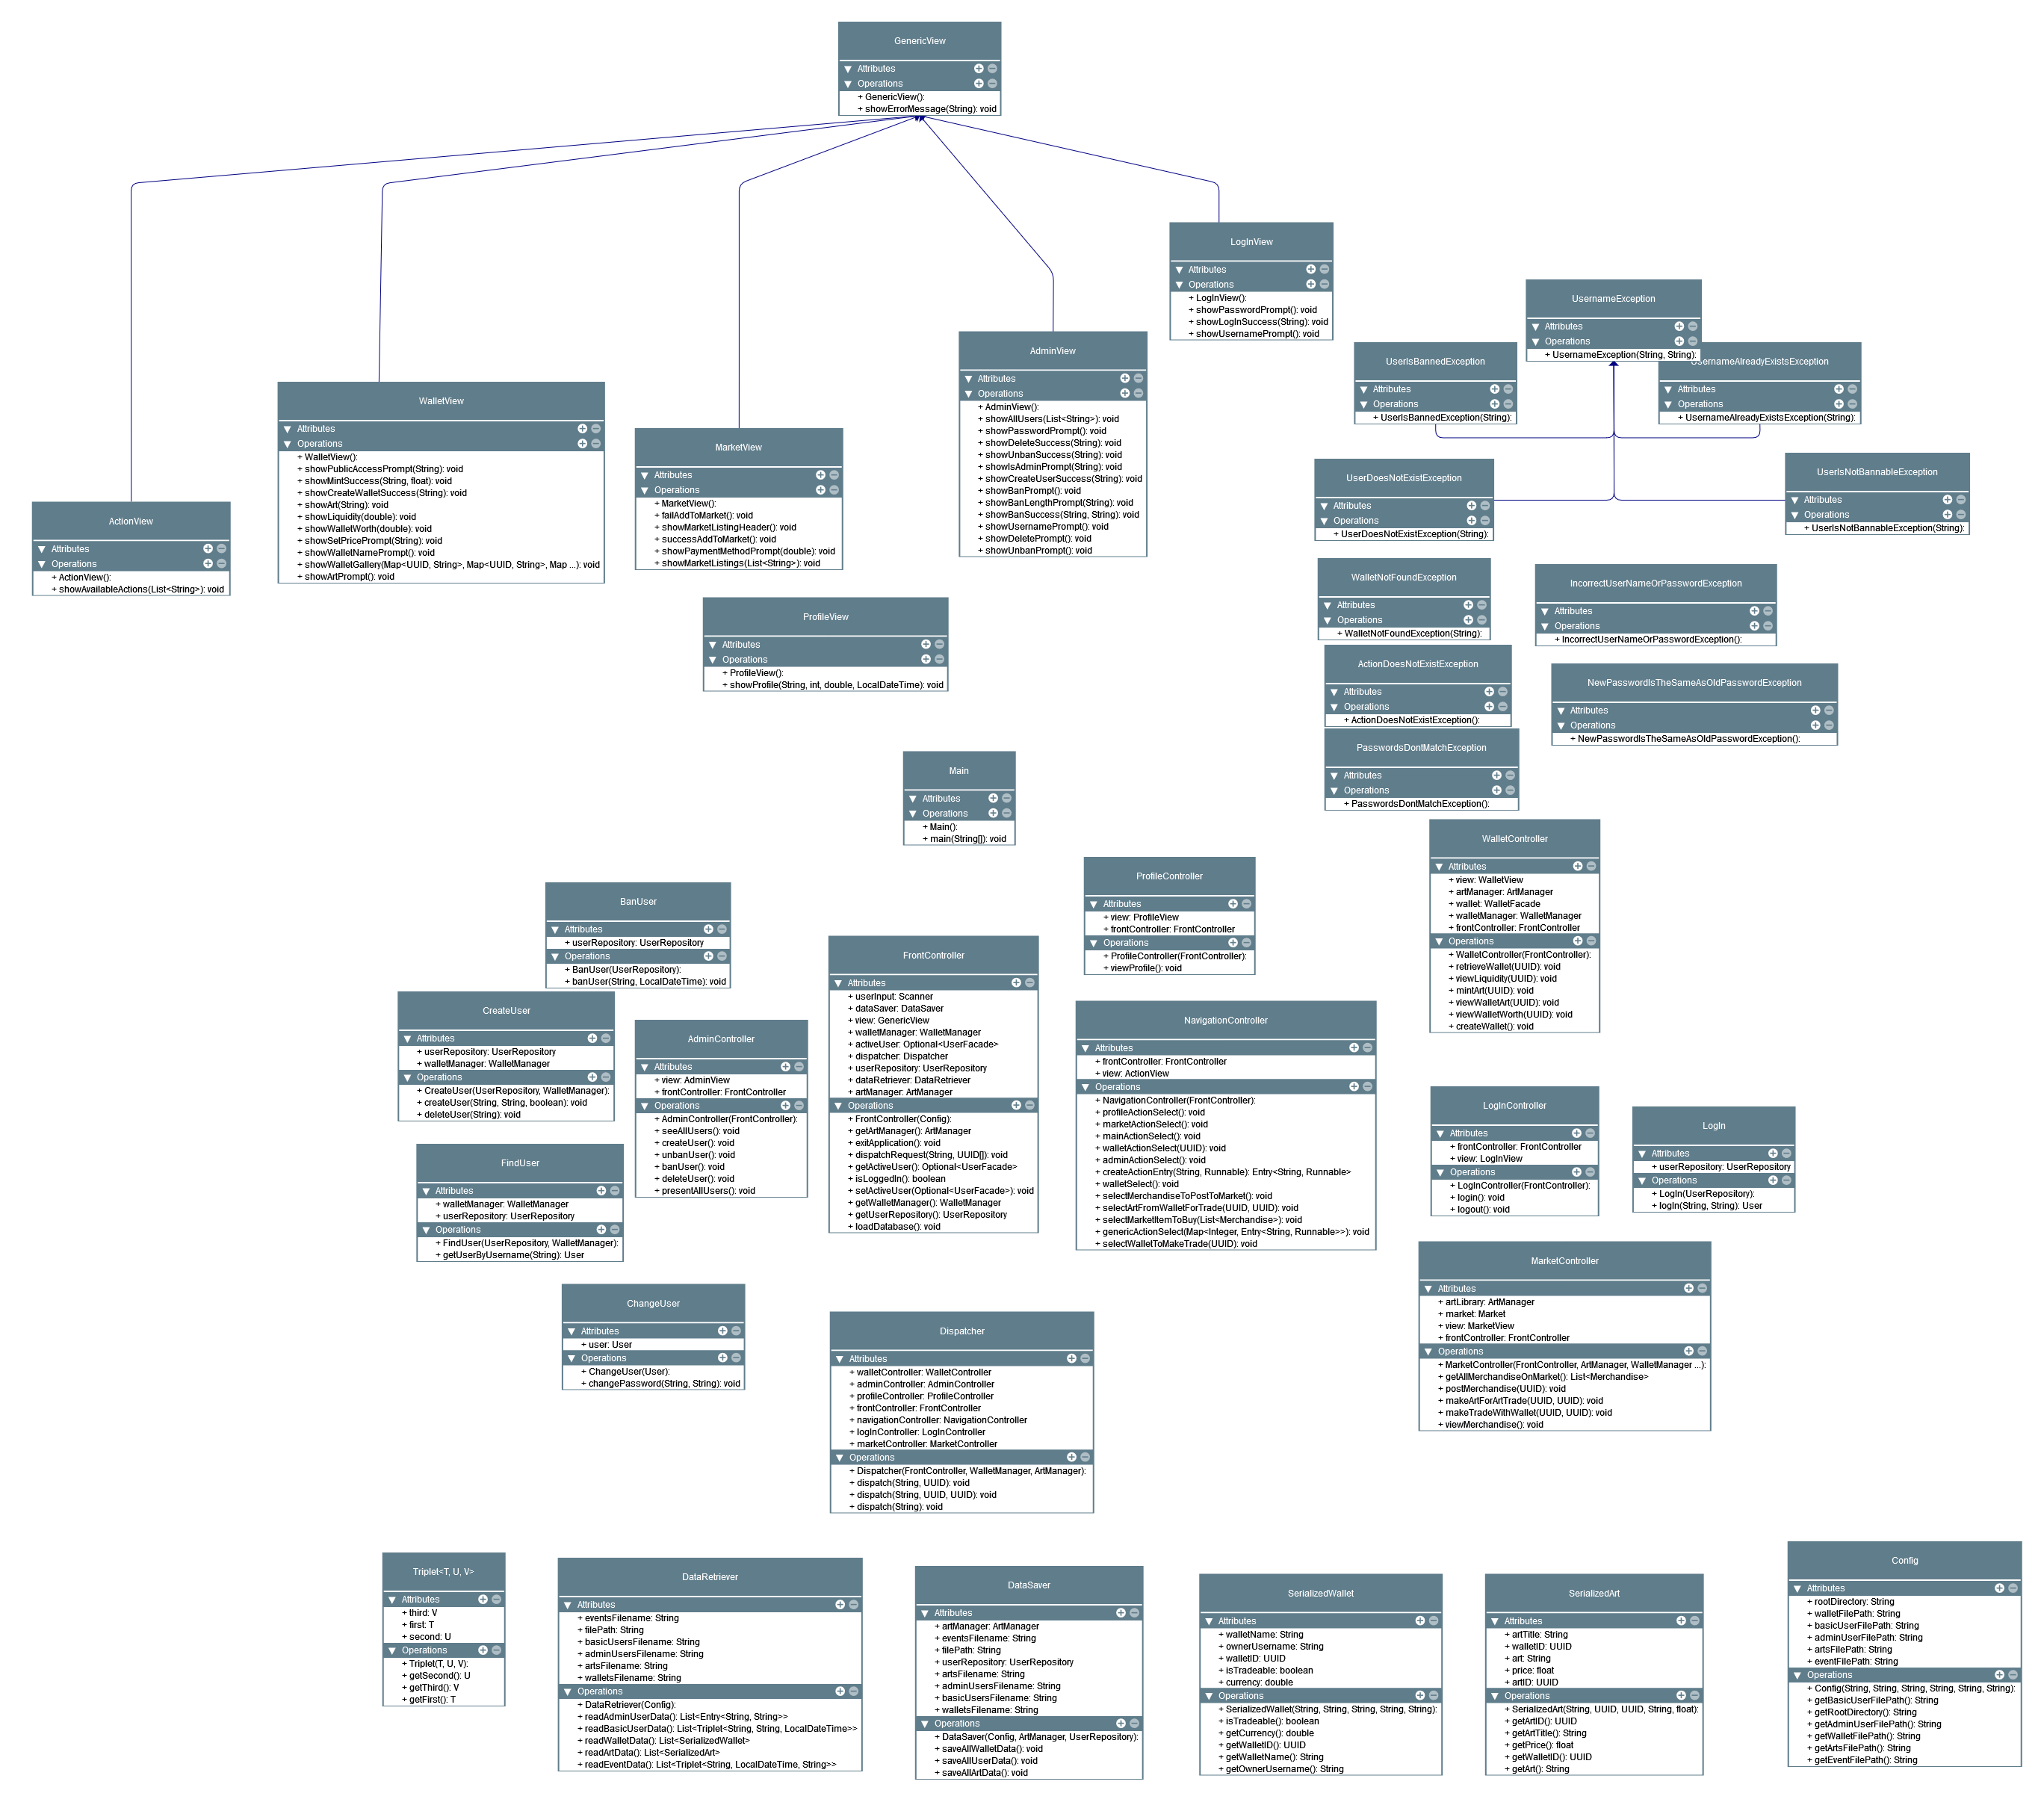 GenericView
Attributes
Operations
+ GenericView():
+ showErrorMessage(String): void
LogInView
Attributes
Operations
+ LogInView():
+ showPasswordPrompt(): void
+ showLogInSuccess(String): void
+ showUsernamePrompt(): void
UsernameException
Attributes
Operations
+ UsernameException(String, String):
AdminView
Attributes
Operations
+ AdminView():
+ showAllUsers(List<String>): void
+ showPasswordPrompt(): void
+ showDeleteSuccess(String): void
+ showUnbanSuccess(String): void
+ showIsAdminPrompt(String): void
+ showCreateUserSuccess(String): void
+ showBanPrompt(): void
+ showBanLengthPrompt(String): void
+ showBanSuccess(String, String): void
+ showUsernamePrompt(): void
+ showDeletePrompt(): void
+ showUnbanPrompt(): void
UserIsBannedException
Attributes
Operations
+ UserIsBannedException(String):
UsernameAlreadyExistsException
Attributes
Operations
+ UsernameAlreadyExistsException(String):
WalletView
Attributes
Operations
+ WalletView():
+ showPublicAccessPrompt(String): void
+ showMintSuccess(String, float): void
+ showCreateWalletSuccess(String): void
+ showArt(String): void
+ showLiquidity(double): void
+ showWalletWorth(double): void
+ showSetPricePrompt(String): void
+ showWalletNamePrompt(): void
+ showWalletGallery(Map<UUID, String>, Map<UUID, String>, Map ...): void
+ showArtPrompt(): void
MarketView
Attributes
Operations
+ MarketView():
+ failAddToMarket(): void
+ showMarketListingHeader(): void
+ successAddToMarket(): void
+ showPaymentMethodPrompt(double): void
+ showMarketListings(List<String>): void
UserDoesNotExistException
Attributes
Operations
+ UserDoesNotExistException(String):
UserIsNotBannableException
Attributes
Operations
+ UserIsNotBannableException(String):
ActionView
Attributes
Operations
+ ActionView():
+ showAvailableActions(List<String>): void
WalletNotFoundException
Attributes
Operations
+ WalletNotFoundException(String):
IncorrectUserNameOrPasswordException
Attributes
Operations
+ IncorrectUserNameOrPasswordException():
ProfileView
Attributes
Operations
+ ProfileView():
+ showProfile(String, int, double, LocalDateTime): void
ActionDoesNotExistException
Attributes
Operations
+ ActionDoesNotExistException():
NewPasswordIsTheSameAsOldPasswordException
Attributes
Operations
+ NewPasswordIsTheSameAsOldPasswordException():
PasswordsDontMatchException
Attributes
Operations
+ PasswordsDontMatchException():
Main
Attributes
Operations
+ Main():
+ main(String[]): void
WalletController
Attributes
+ view: WalletView
+ artManager: ArtManager
+ wallet: WalletFacade
+ walletManager: WalletManager
+ frontController: FrontController
Operations
+ WalletController(FrontController):
+ retrieveWallet(UUID): void
+ viewLiquidity(UUID): void
+ mintArt(UUID): void
+ viewWalletArt(UUID): void
+ viewWalletWorth(UUID): void
+ createWallet(): void
ProfileController
Attributes
+ view: ProfileView
+ frontController: FrontController
Operations
+ ProfileController(FrontController):
+ viewProfile(): void
BanUser
Attributes
+ userRepository: UserRepository
Operations
+ BanUser(UserRepository):
+ banUser(String, LocalDateTime): void
FrontController
Attributes
+ userInput: Scanner
+ dataSaver: DataSaver
+ view: GenericView
+ walletManager: WalletManager
+ activeUser: Optional<UserFacade>
+ dispatcher: Dispatcher
+ userRepository: UserRepository
+ dataRetriever: DataRetriever
+ artManager: ArtManager
Operations
+ FrontController(Config):
+ getArtManager(): ArtManager
+ exitApplication(): void
+ dispatchRequest(String, UUID[]): void
+ getActiveUser(): Optional<UserFacade>
+ isLoggedIn(): boolean
+ setActiveUser(Optional<UserFacade>): void
+ getWalletManager(): WalletManager
+ getUserRepository(): UserRepository
+ loadDatabase(): void
CreateUser
Attributes
+ userRepository: UserRepository
+ walletManager: WalletManager
Operations
+ CreateUser(UserRepository, WalletManager):
+ createUser(String, String, boolean): void
+ deleteUser(String): void
AdminController
Attributes
+ view: AdminView
+ frontController: FrontController
Operations
+ AdminController(FrontController):
+ seeAllUsers(): void
+ createUser(): void
+ unbanUser(): void
+ banUser(): void
+ deleteUser(): void
+ presentAllUsers(): void
NavigationController
Attributes
+ frontController: FrontController
+ view: ActionView
Operations
+ NavigationController(FrontController):
+ profileActionSelect(): void
+ marketActionSelect(): void
+ mainActionSelect(): void
+ walletActionSelect(UUID): void
+ adminActionSelect(): void
+ createActionEntry(String, Runnable): Entry<String, Runnable>
+ walletSelect(): void
+ selectMerchandiseToPostToMarket(): void
+ selectArtFromWalletForTrade(UUID, UUID): void
+ selectMarketItemToBuy(List<Merchandise>): void
+ genericActionSelect(Map<Integer, Entry<String, Runnable>>): void
+ selectWalletToMakeTrade(UUID): void
LogInController
Attributes
+ frontController: FrontController
+ view: LogInView
Operations
+ LogInController(FrontController):
+ login(): void
+ logout(): void
LogIn
Attributes
+ userRepository: UserRepository
Operations
+ LogIn(UserRepository):
+ logIn(String, String): User
FindUser
Attributes
+ walletManager: WalletManager
+ userRepository: UserRepository
Operations
+ FindUser(UserRepository, WalletManager):
+ getUserByUsername(String): User
MarketController
Attributes
+ artLibrary: ArtManager
+ market: Market
+ view: MarketView
+ frontController: FrontController
Operations
+ MarketController(FrontController, ArtManager, WalletManager ...):
+ getAllMerchandiseOnMarket(): List<Merchandise>
+ postMerchandise(UUID): void
+ makeArtForArtTrade(UUID, UUID): void
+ makeTradeWithWallet(UUID, UUID): void
+ viewMerchandise(): void
ChangeUser
Attributes
+ user: User
Operations
+ ChangeUser(User):
+ changePassword(String, String): void
Dispatcher
Attributes
+ walletController: WalletController
+ adminController: AdminController
+ profileController: ProfileController
+ frontController: FrontController
+ navigationController: NavigationController
+ logInController: LogInController
+ marketController: MarketController
Operations
+ Dispatcher(FrontController, WalletManager, ArtManager):
+ dispatch(String, UUID): void
+ dispatch(String, UUID, UUID): void
+ dispatch(String): void
Triplet<T, U, V>
Attributes
+ third: V
+ first: T
+ second: U
Operations
+ Triplet(T, U, V):
+ getSecond(): U
+ getThird(): V
+ getFirst(): T
DataRetriever
Attributes
+ eventsFilename: String
+ filePath: String
+ basicUsersFilename: String
+ adminUsersFilename: String
+ artsFilename: String
+ walletsFilename: String
Operations
+ DataRetriever(Config):
+ readAdminUserData(): List<Entry<String, String>>
+ readBasicUserData(): List<Triplet<String, String, LocalDateTime>>
+ readWalletData(): List<SerializedWallet>
+ readArtData(): List<SerializedArt>
+ readEventData(): List<Triplet<String, LocalDateTime, String>>
DataSaver
Attributes
+ artManager: ArtManager
+ eventsFilename: String
+ filePath: String
+ userRepository: UserRepository
+ artsFilename: String
+ adminUsersFilename: String
+ basicUsersFilename: String
+ walletsFilename: String
Operations
+ DataSaver(Config, ArtManager, UserRepository):
+ saveAllWalletData(): void
+ saveAllUserData(): void
+ saveAllArtData(): void
SerializedWallet
Attributes
+ walletName: String
+ ownerUsername: String
+ walletID: UUID
+ isTradeable: boolean
+ currency: double
Operations
+ SerializedWallet(String, String, String, String, String):
+ isTradeable(): boolean
+ getCurrency(): double
+ getWalletID(): UUID
+ getWalletName(): String
+ getOwnerUsername(): String
SerializedArt
Attributes
+ artTitle: String
+ walletID: UUID
+ art: String
+ price: float
+ artID: UUID
Operations
+ SerializedArt(String, UUID, UUID, String, float):
+ getArtID(): UUID
+ getArtTitle(): String
+ getPrice(): float
+ getWalletID(): UUID
+ getArt(): String
Config
Attributes
+ rootDirectory: String
+ walletFilePath: String
+ basicUserFilePath: String
+ adminUserFilePath: String
+ artsFilePath: String
+ eventFilePath: String
Operations
+ Config(String, String, String, String, String, String):
+ getBasicUserFilePath(): String
+ getRootDirectory(): String
+ getAdminUserFilePath(): String
+ getWalletFilePath(): String
+ getArtsFilePath(): String
+ getEventFilePath(): String